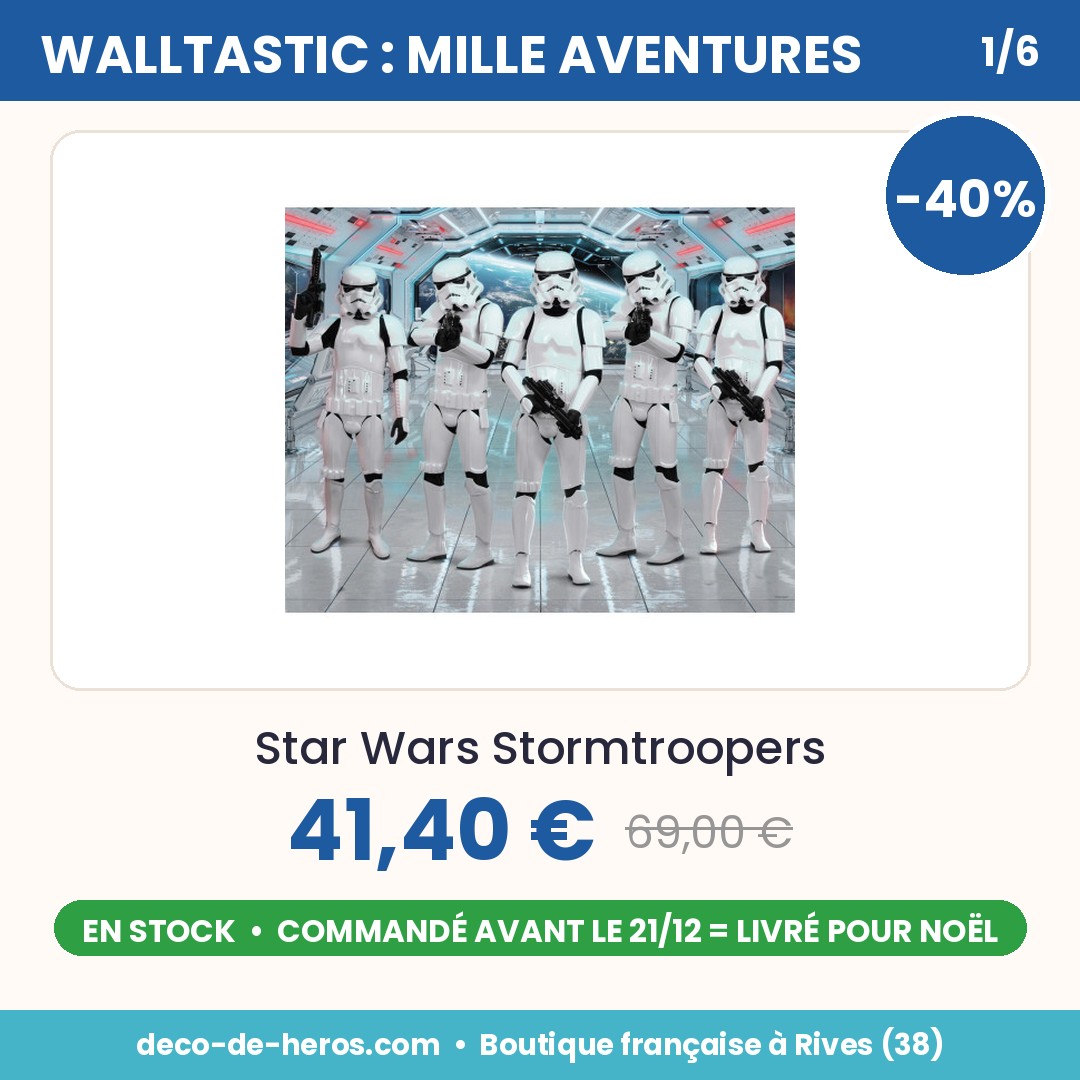 WALLTASTIC : MILLE AVENTURES
1/6
-40%
Star Wars Stormtroopers
41,40 € 69,00 €
EN STOCK • COMMANDÉ AVANT LE 21/12 = LIVRÉ POUR NOËL
deco-de-heros.com • Boutique française à Rives (38)